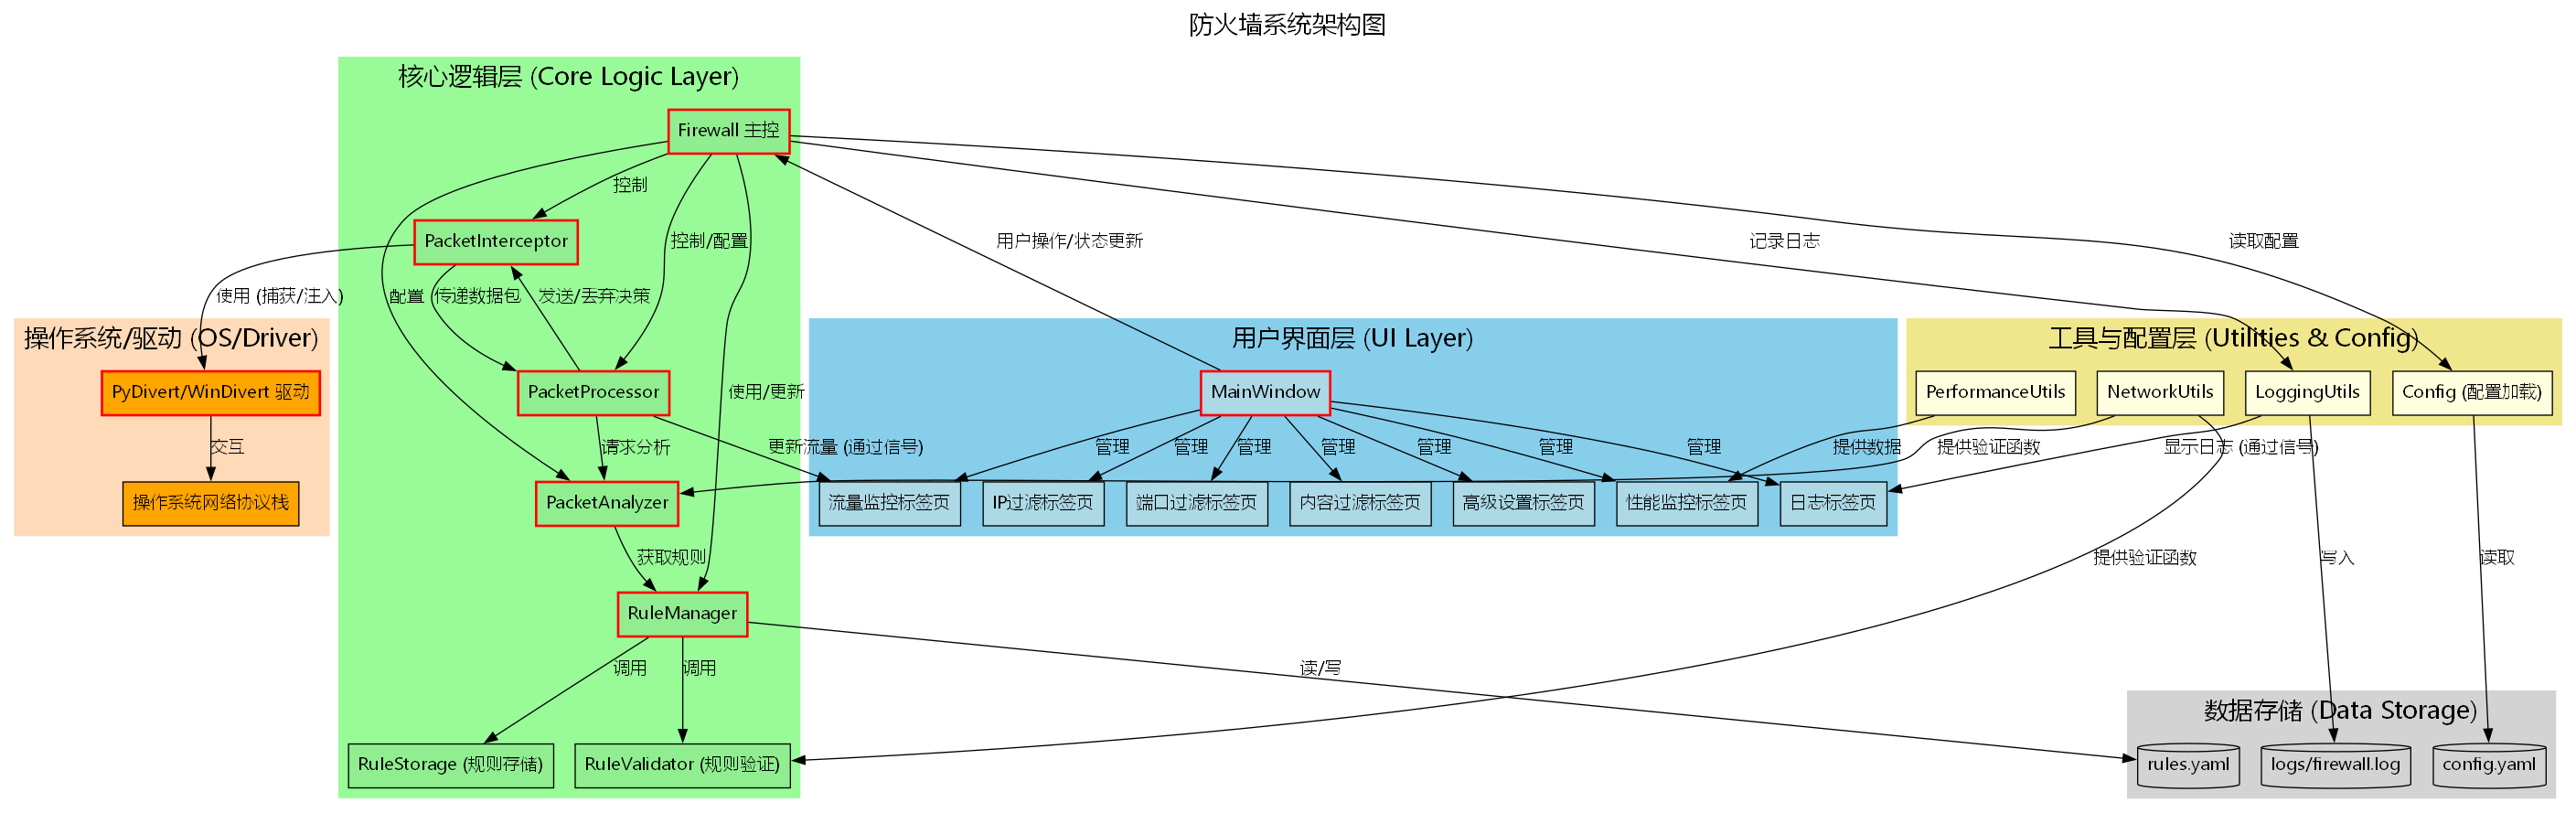 防火墙系统架构图
核心逻辑层 (Core Logic Layer)
Firewall 主控
控制
PacketInterceptor
控制/配置
用户操作/状态更新
记录日志
读取配置
使用 (捕获/注入)
配置
传递数据包
发送/丢弃决策
操作系统/驱动 (OS/Driver)
用户界面层 (UI Layer)
工具与配置层 (Utilities & Config)
PyDivert/WinDivert 驱动
PacketProcessor
使用/更新
MainWindow
PerformanceUtils
NetworkUtils
LoggingUtils
Config (配置加载)
交互
请求分析
更新流量 (通过信号)
管理
管理
管理
管理
管理
管理
管理
提供数据
提供验证函数
显示日志 (通过信号)
操作系统网络协议栈
PacketAnalyzer
流量监控标签页
IP过滤标签页
端口过滤标签页
内容过滤标签页
高级设置标签页
性能监控标签页
日志标签页
获取规则
提供验证函数
写入
读取
RuleManager
调用
调用
读/写
数据存储 (Data Storage)
RuleStorage (规则存储)
RuleValidator (规则验证)
rules.yaml
logs/firewall.log
config.yaml